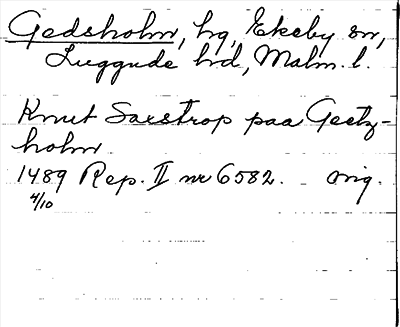 Gedsholm, hg, Ekeby sn,
Luggude hd, Malm. l.
Knut Saxstrop paa Geetz-
holm
1489 Rep. II nr 6582. orig.
4/10